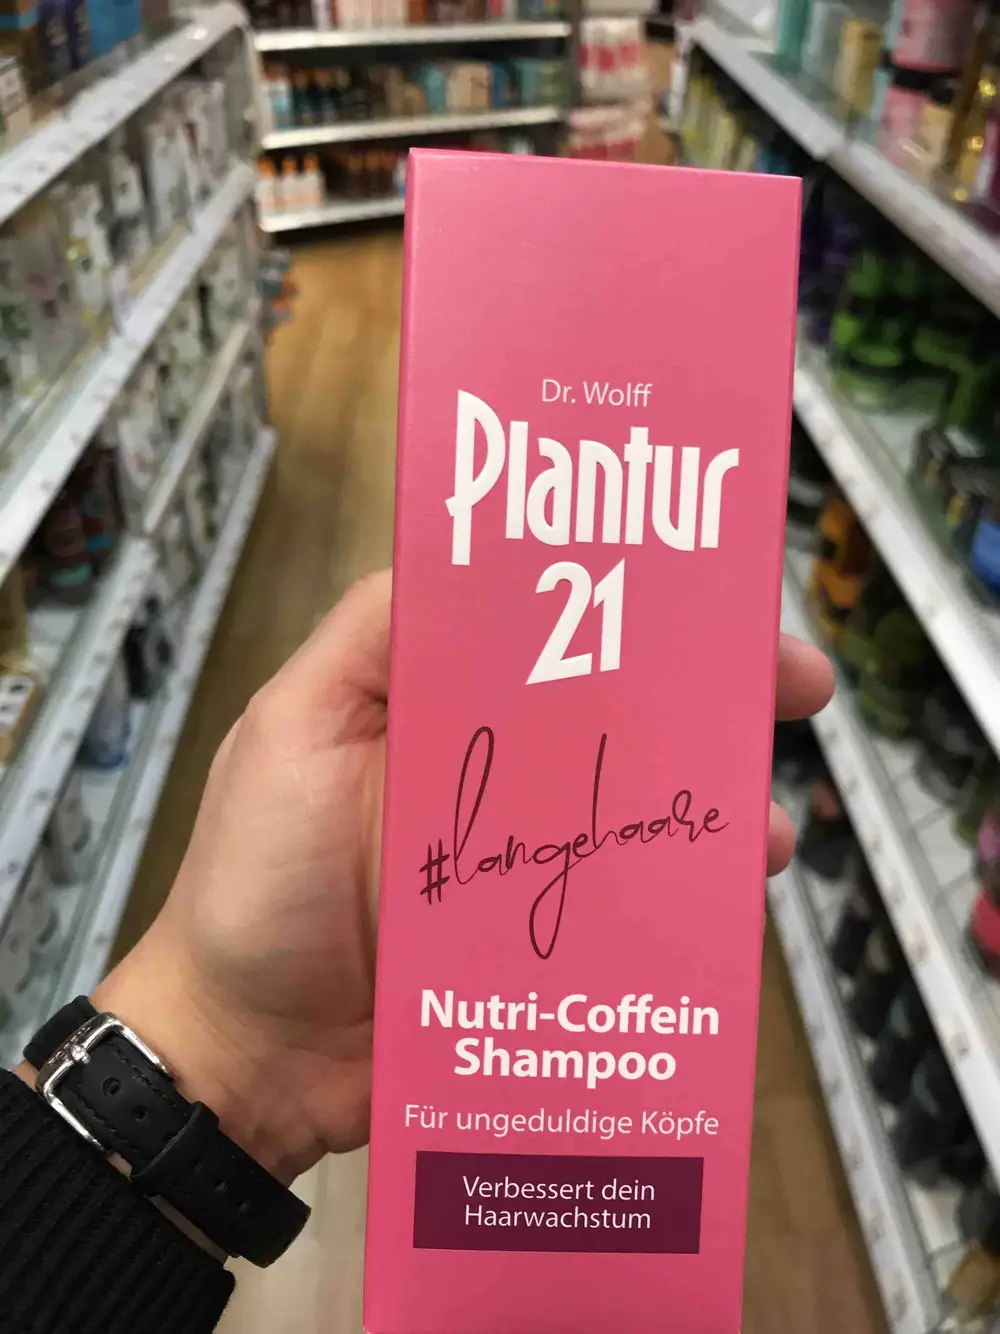 Dr. Wolff
Plantur
21
#langehaare
Nutri-Coffein
Shampoo
Für ungeduldige Köpfe
Verbessert dein
Haarwachstum